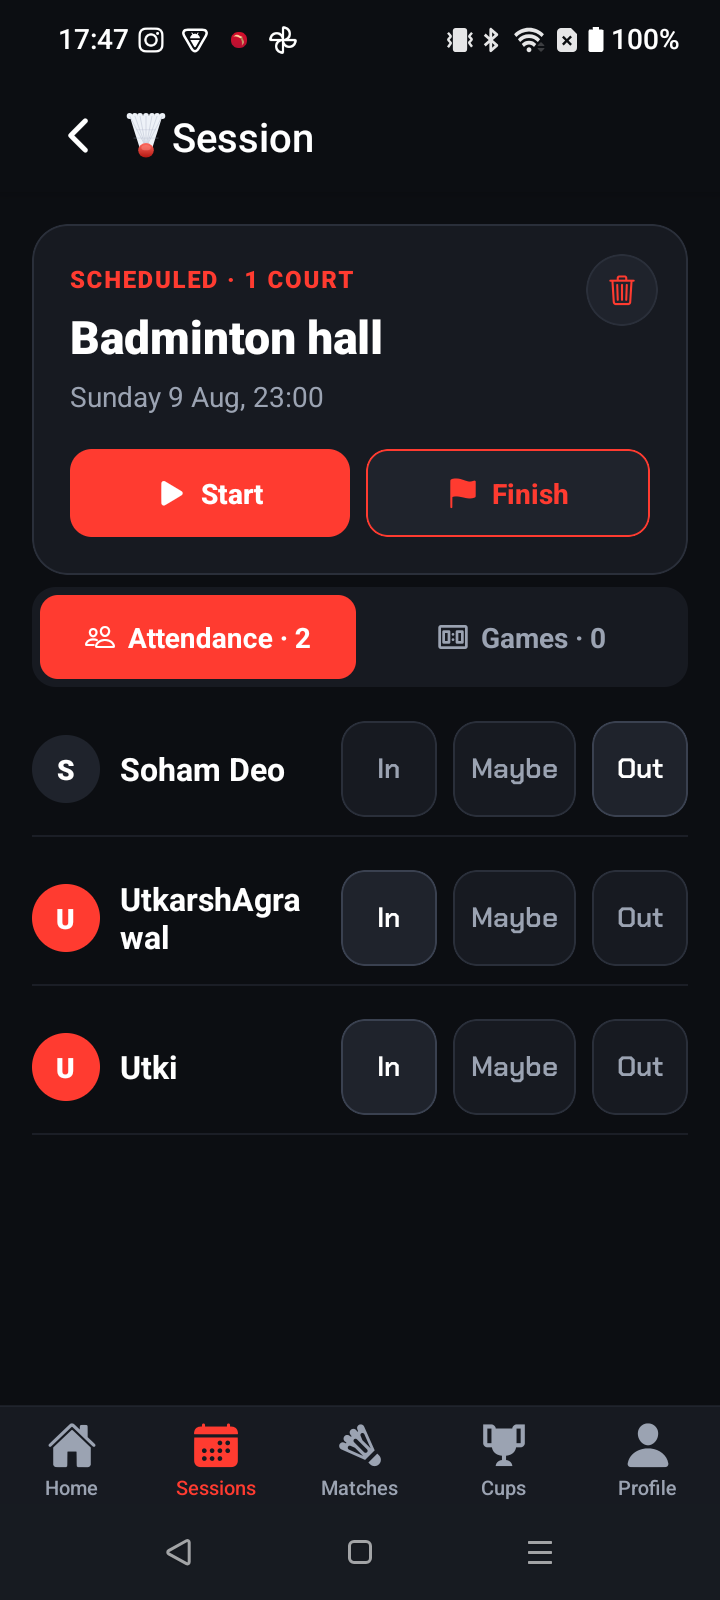 17:47
100%
Session
SCHEDULED · 1 COURT
Badminton hall
Sunday 9 Aug, 23:00
Start
Finish
Attendance · 2
Games · 0
S
Soham Deo
In
Maybe
Out
U
UtkarshAgra
wal
In
Maybe
Out
U
Utki
In
Maybe
Out
Home
Sessions
Matches
Cups
Profile